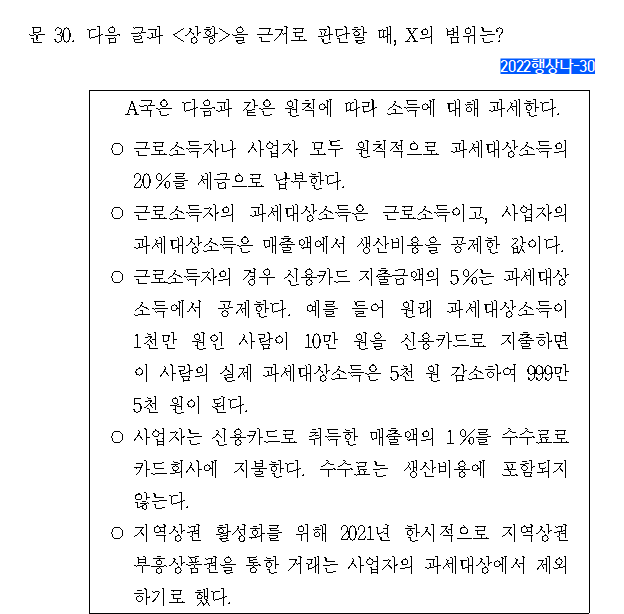 문 30. 다음 글과 <상황>을 근거로 판단할 때, X의 범위는?
2022행상나-30
A국은 다음과 같은 원칙에 따라 소득에 대해 과세한다.
○ 근로소득자나 사업자 모두 원칙적으로 과세대상소득의
20%를 세금으로 납부한다.
○ 근로소득자의 과세대상소득은 근로소득이고, 사업자의
과세대상소득은 매출액에서 생산비용을 공제한 값이다.
○ 근로소득자의 경우 신용카드 지출금액의 5%는 과세대상
소득에서 공제한다. 예를 들어 원래 과세대상소득이
1천만 원인 사람이 10만 원을 신용카드로 지출하면
이 사람의 실제 과세대상소득은 5천 원 감소하여 999만
5천 원이 된다.
○ 사업자는 신용카드로 취득한 매출액의 1%를 수수료로
카드회사에 지불한다. 수수료는 생산비용에 포함되지
않는다.
○ 지역상권 활성화를 위해 2021년 한시적으로 지역상권
부흥상품권을 통한 거래는 사업자의 과세대상에서 제외
하기로 했다.